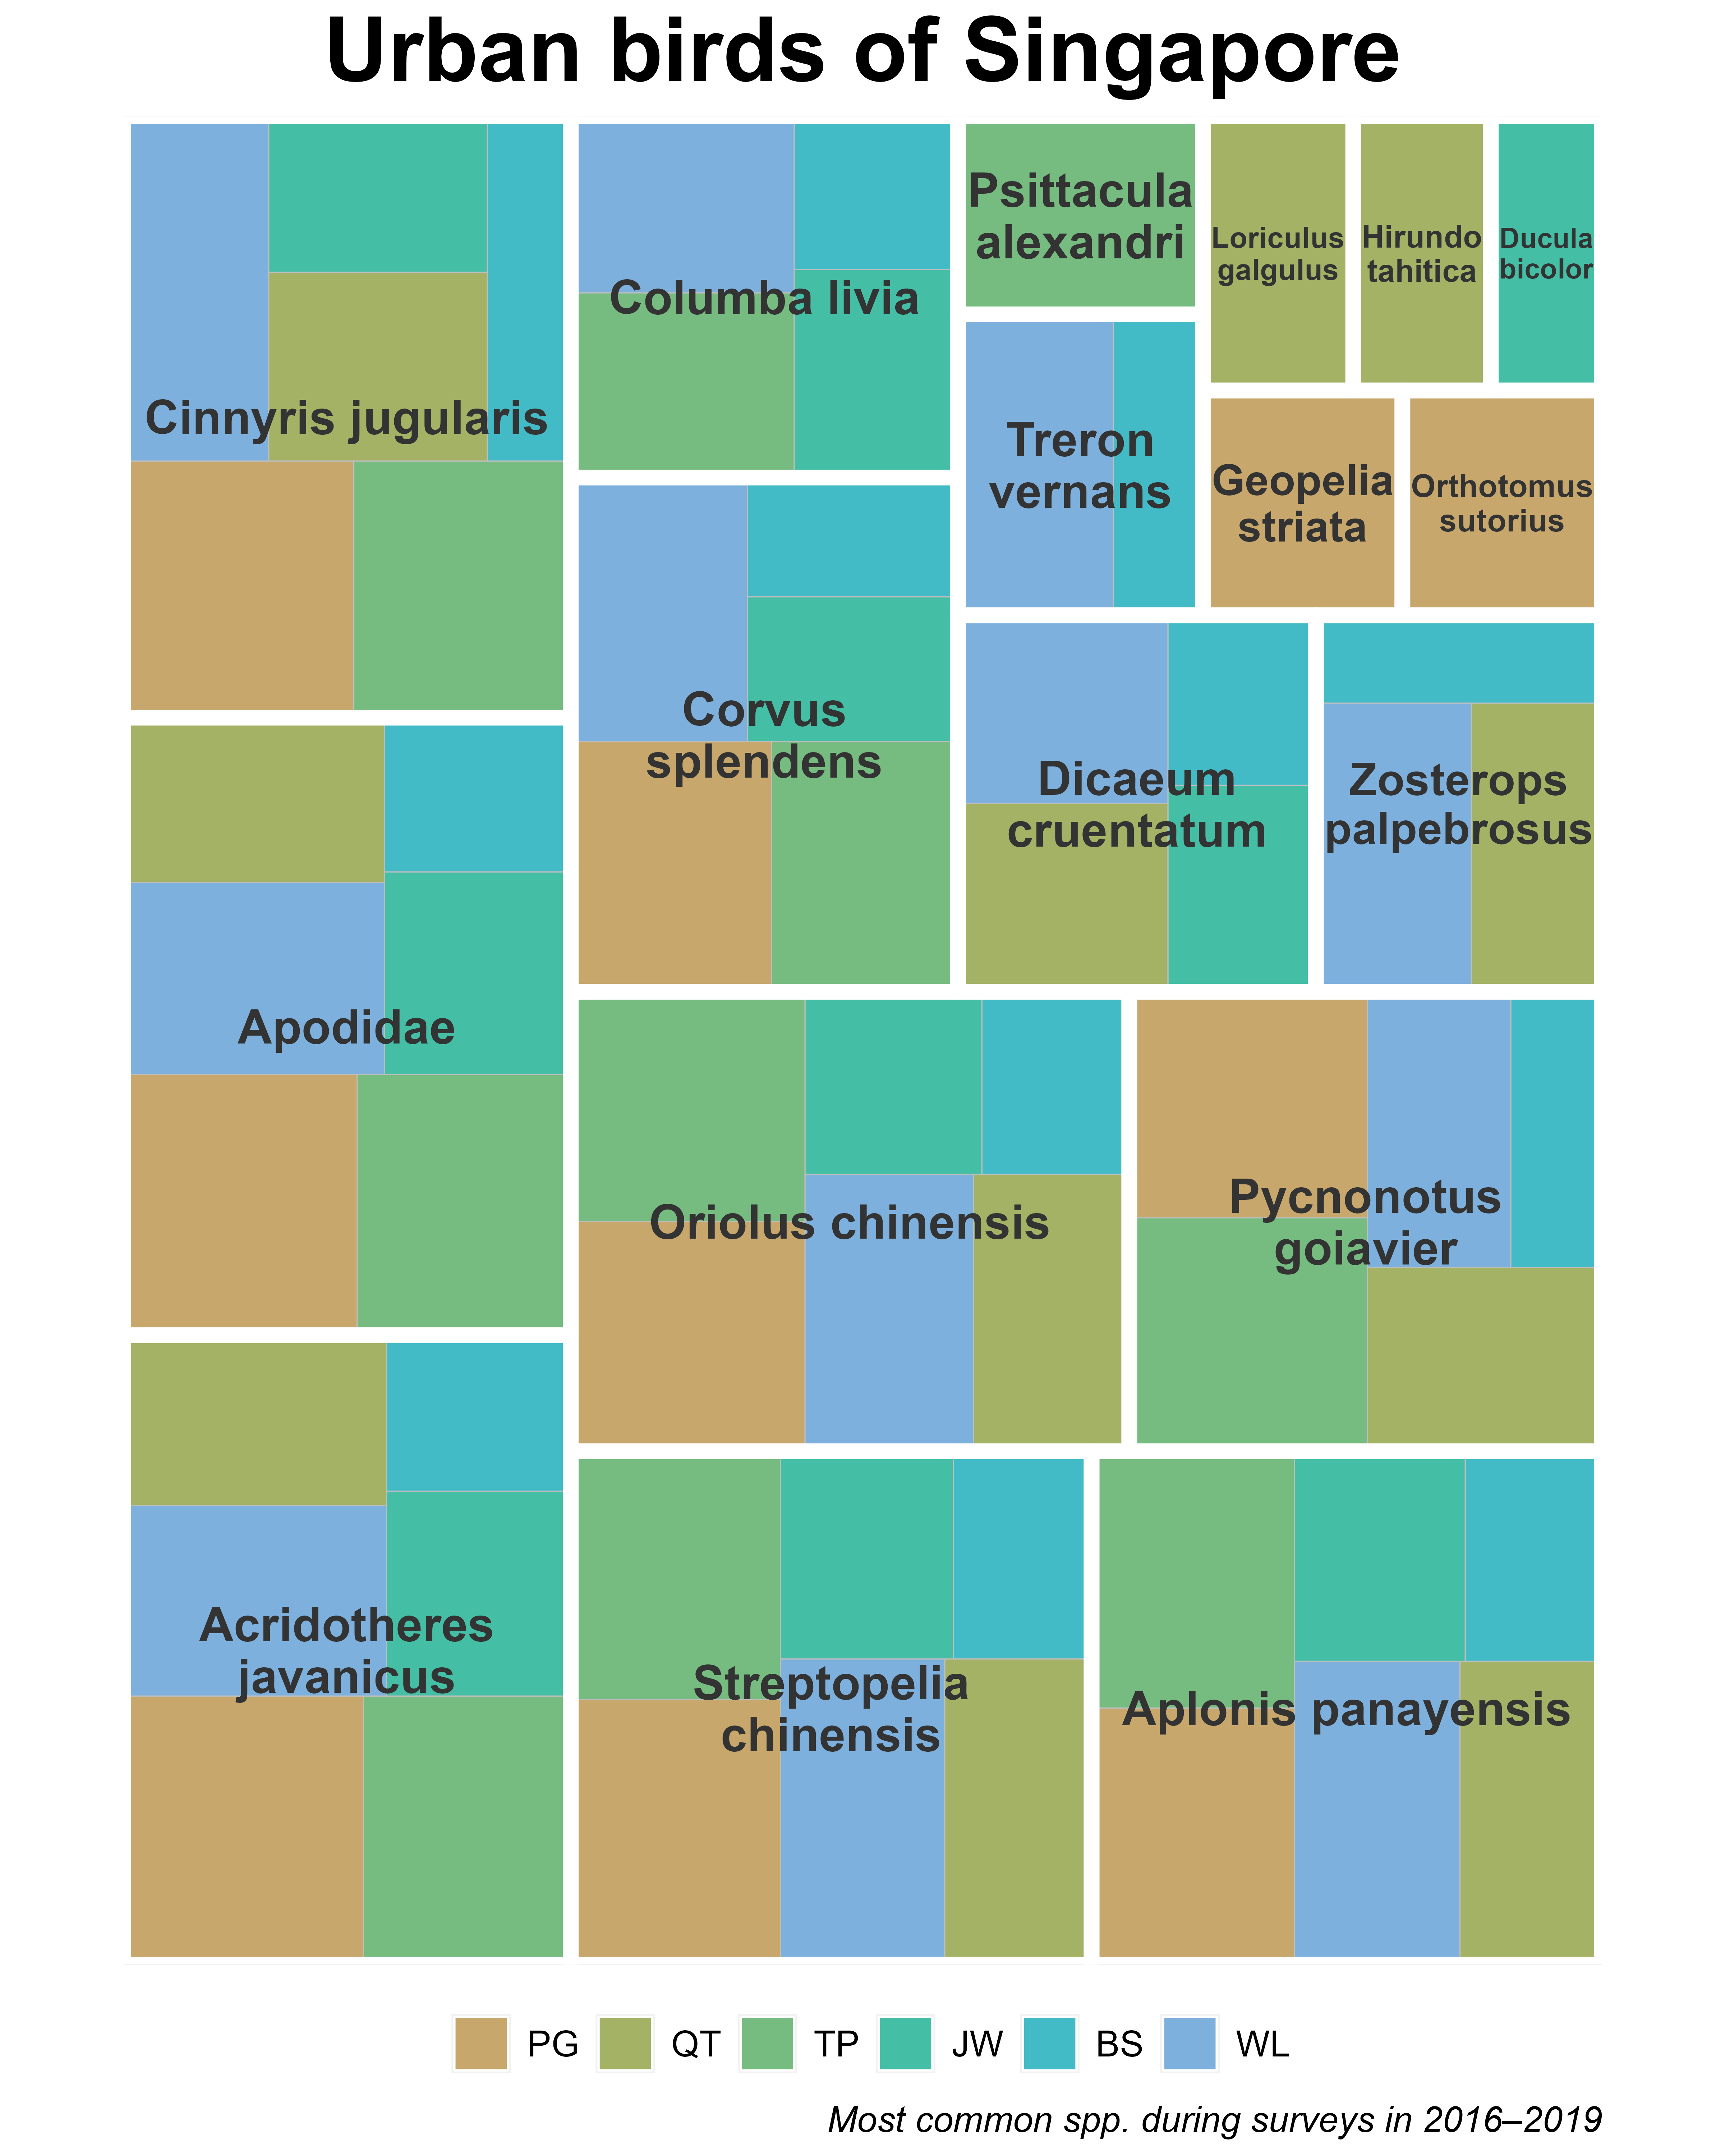 Urban birds of Singapore
Cinnyris jugularis
Columba livia
Psittacula
alexandri
Loriculus
galgulus
Hirundo
tahitica
Ducula
bicolor
Treron
vernans
Geopelia
striata
Orthotomus
sutorius
Corvus
splendens
Dicaeum
cruentatum
Zosterops
palpebrosus
Apodidae
Oriolus chinensis
Pycnonotus
goiavier
Acridotheres
javanicus
Streptopelia
chinensis
Aplonis panayensis
PG QT TP JW BS WL
Most common spp. during surveys in 2016–2019